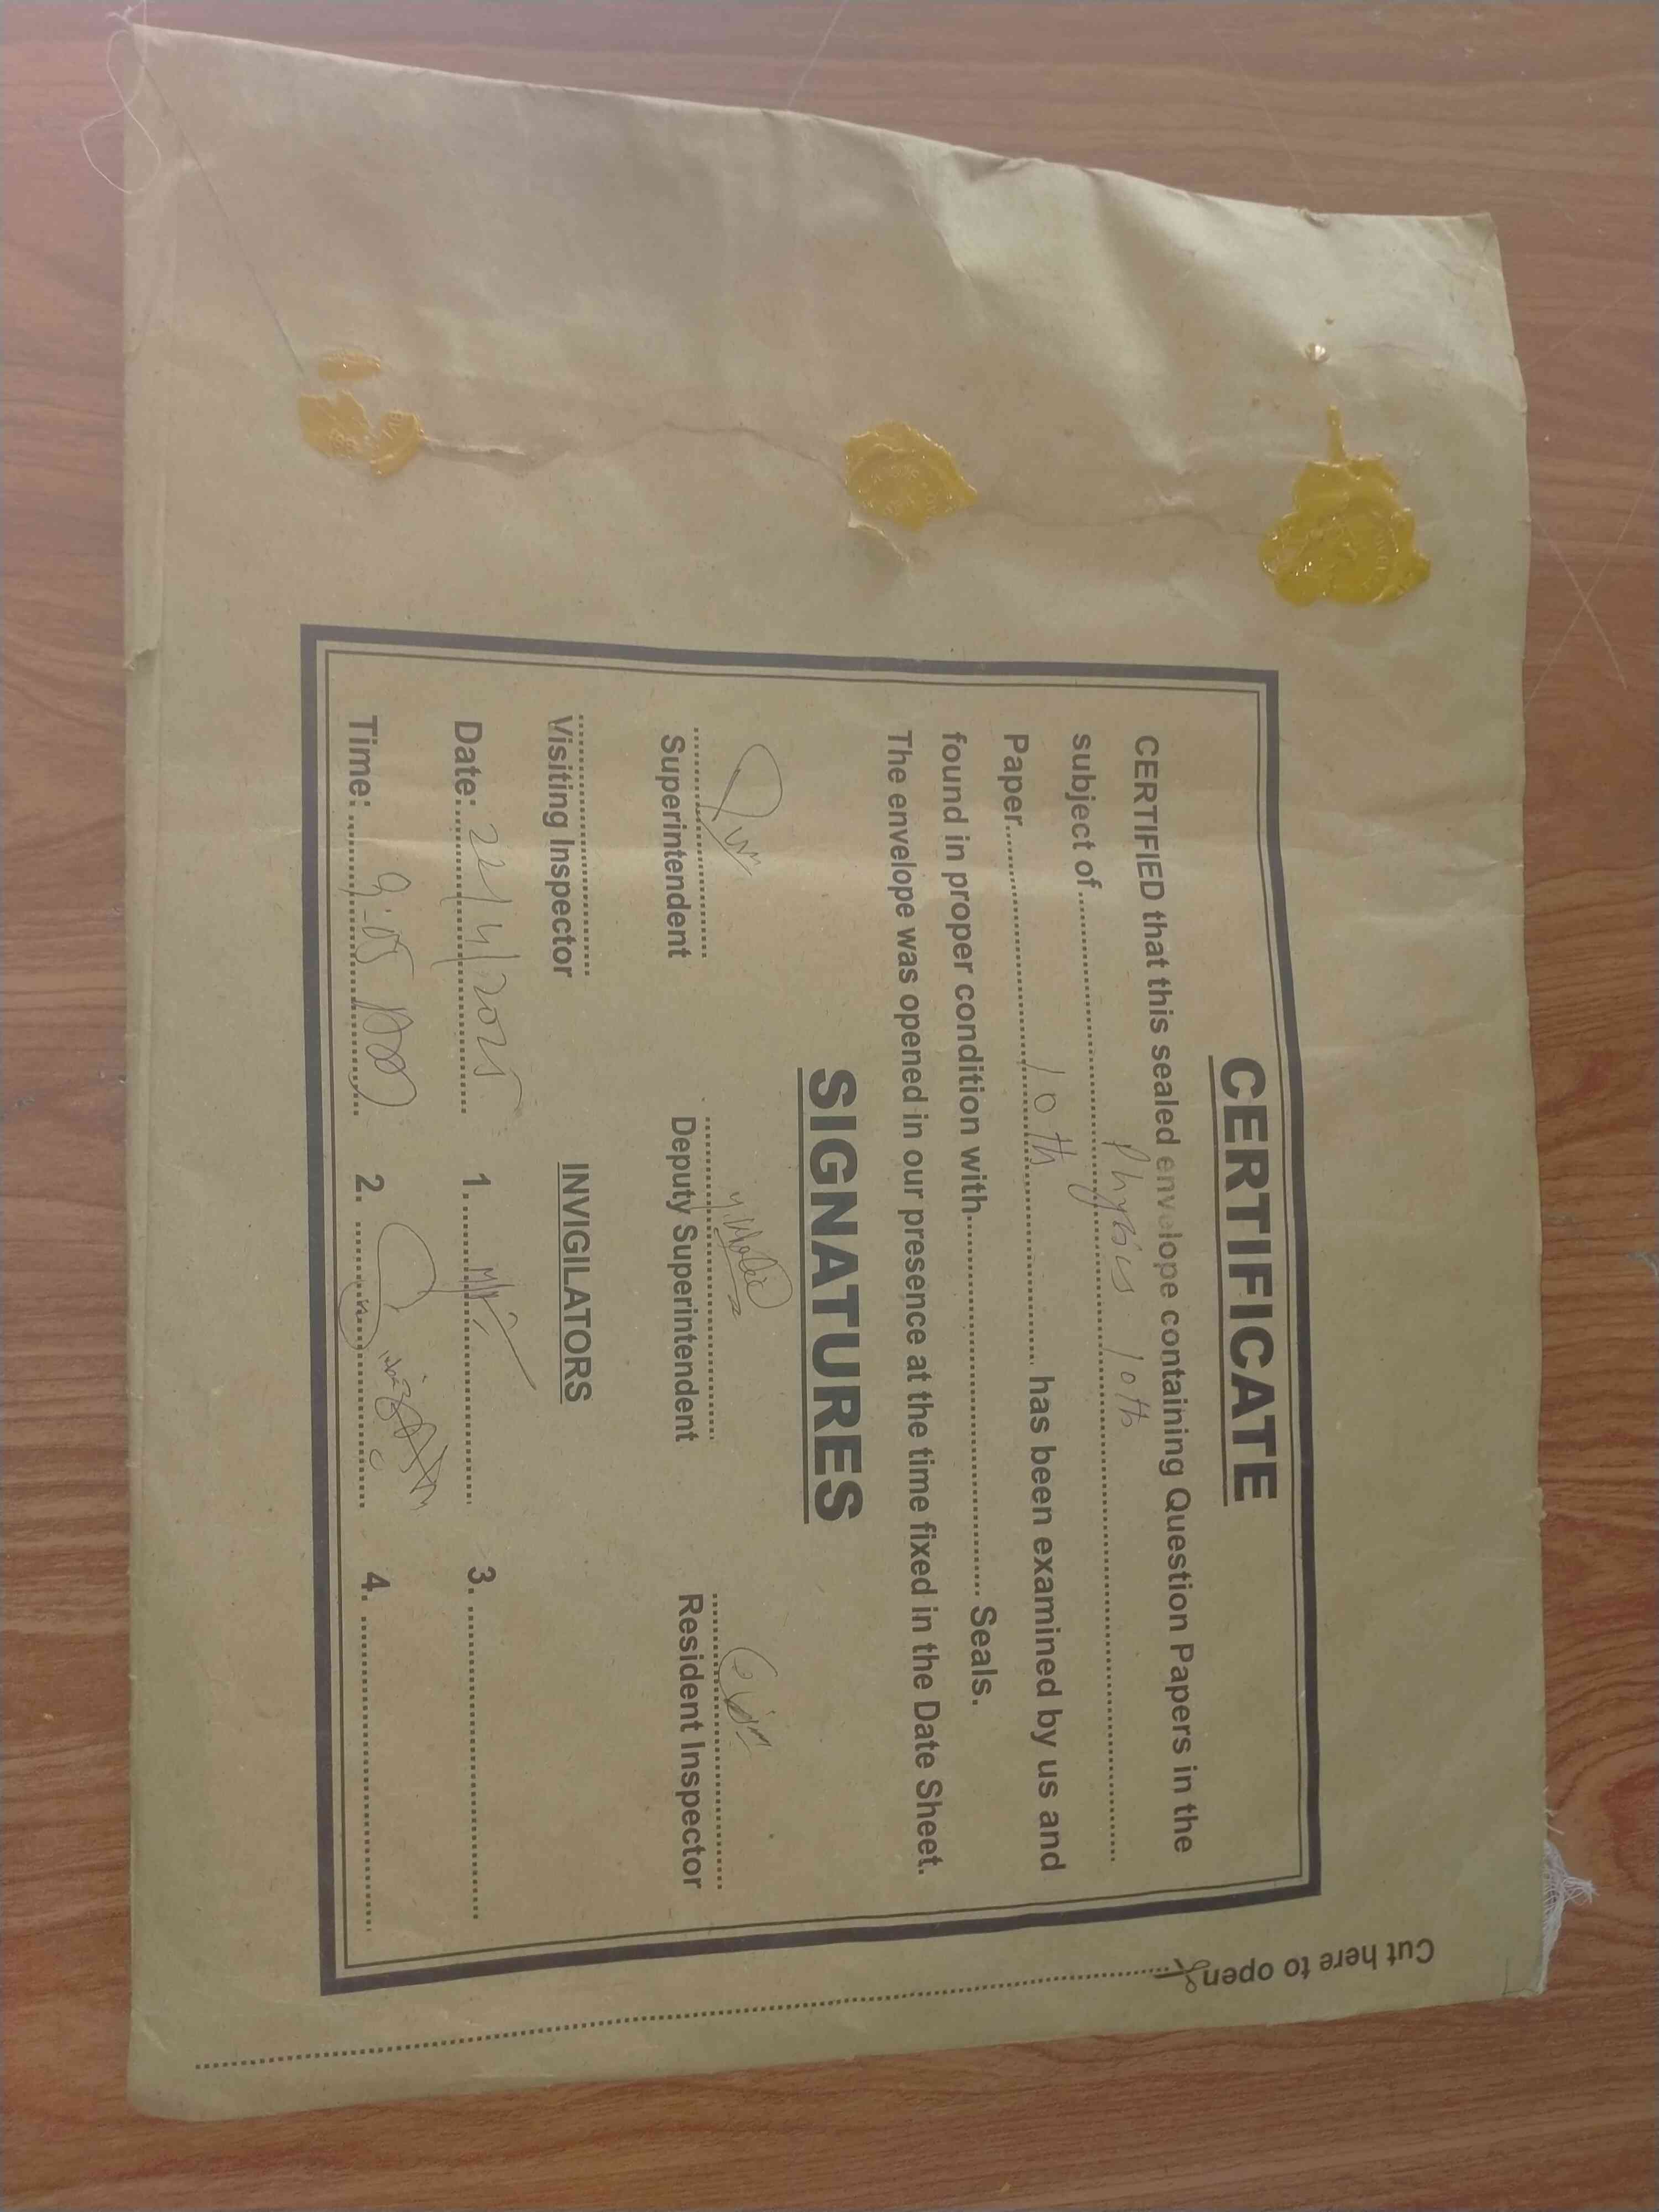 CERTIFICATE
CERTIFIED that this sealed envelope containing Question Papers in the
subject of.......... Physics 10th ..........
Paper.......... 10th .......... has been examined by us and
found in proper condition with.......... Seals.
The envelope was opened in our presence at the time fixed in the Date Sheet.
SIGNATURES
Superintendent Deputy Superintendent Resident Inspector
Visiting Inspector INVIGILATORS
Date: 22/4/2025 1. .......... 3. ..........
Time: 9:05 2. .......... 4. ..........
Cut here to open